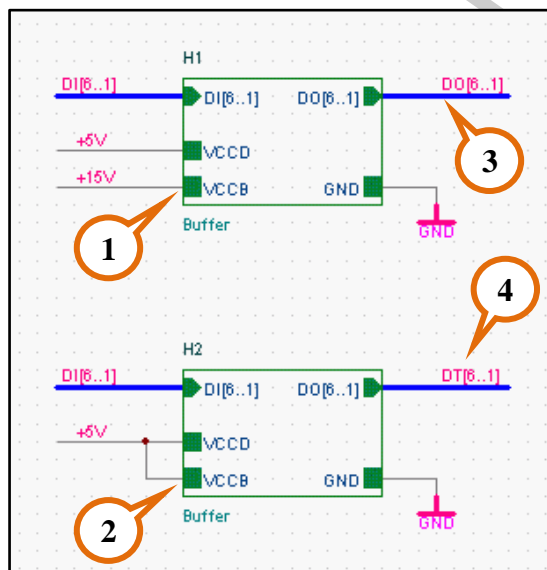 H1
DI[6..1]
DO[6..1]
DI[6..1]
DO[6..1]
+5V
VCCD
3
+15V
VCCB
GND
1
Buffer
GND
4
H2
DI[6..1]
DT[6..1]
DI[6..1]
DO[6..1]
+5V
VCCD
VCCB
GND
2
Buffer
GND